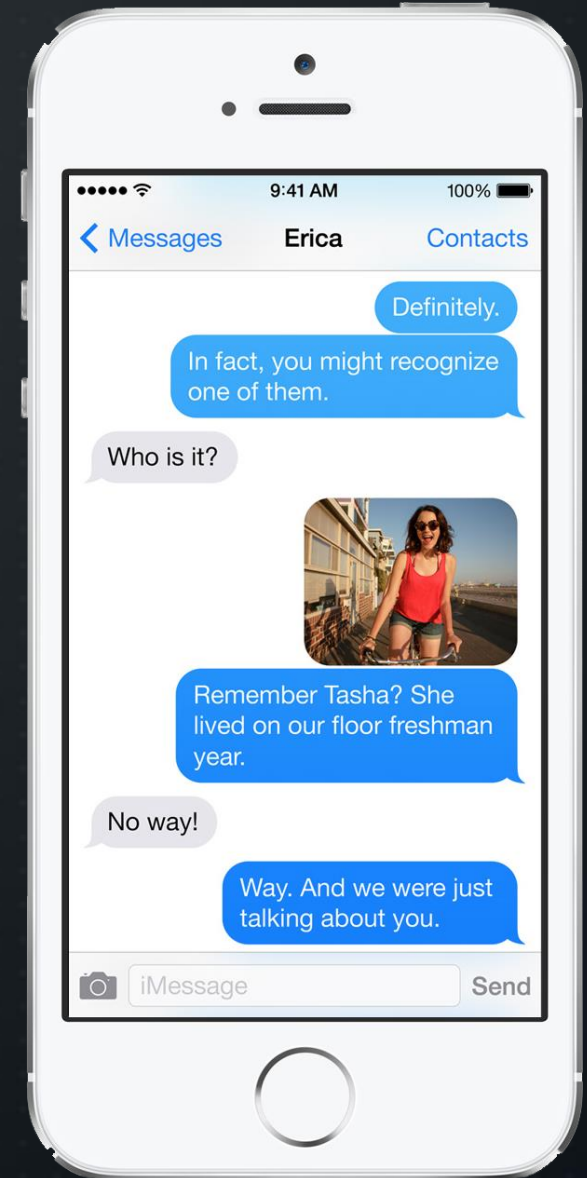 9:41 AM 100%
Messages Erica Contacts
Definitely.
In fact, you might recognize
one of them.
Who is it?
Remember Tasha? She
lived on our floor freshman
year.
No way!
Way. And we were just
talking about you.
iMessage Send